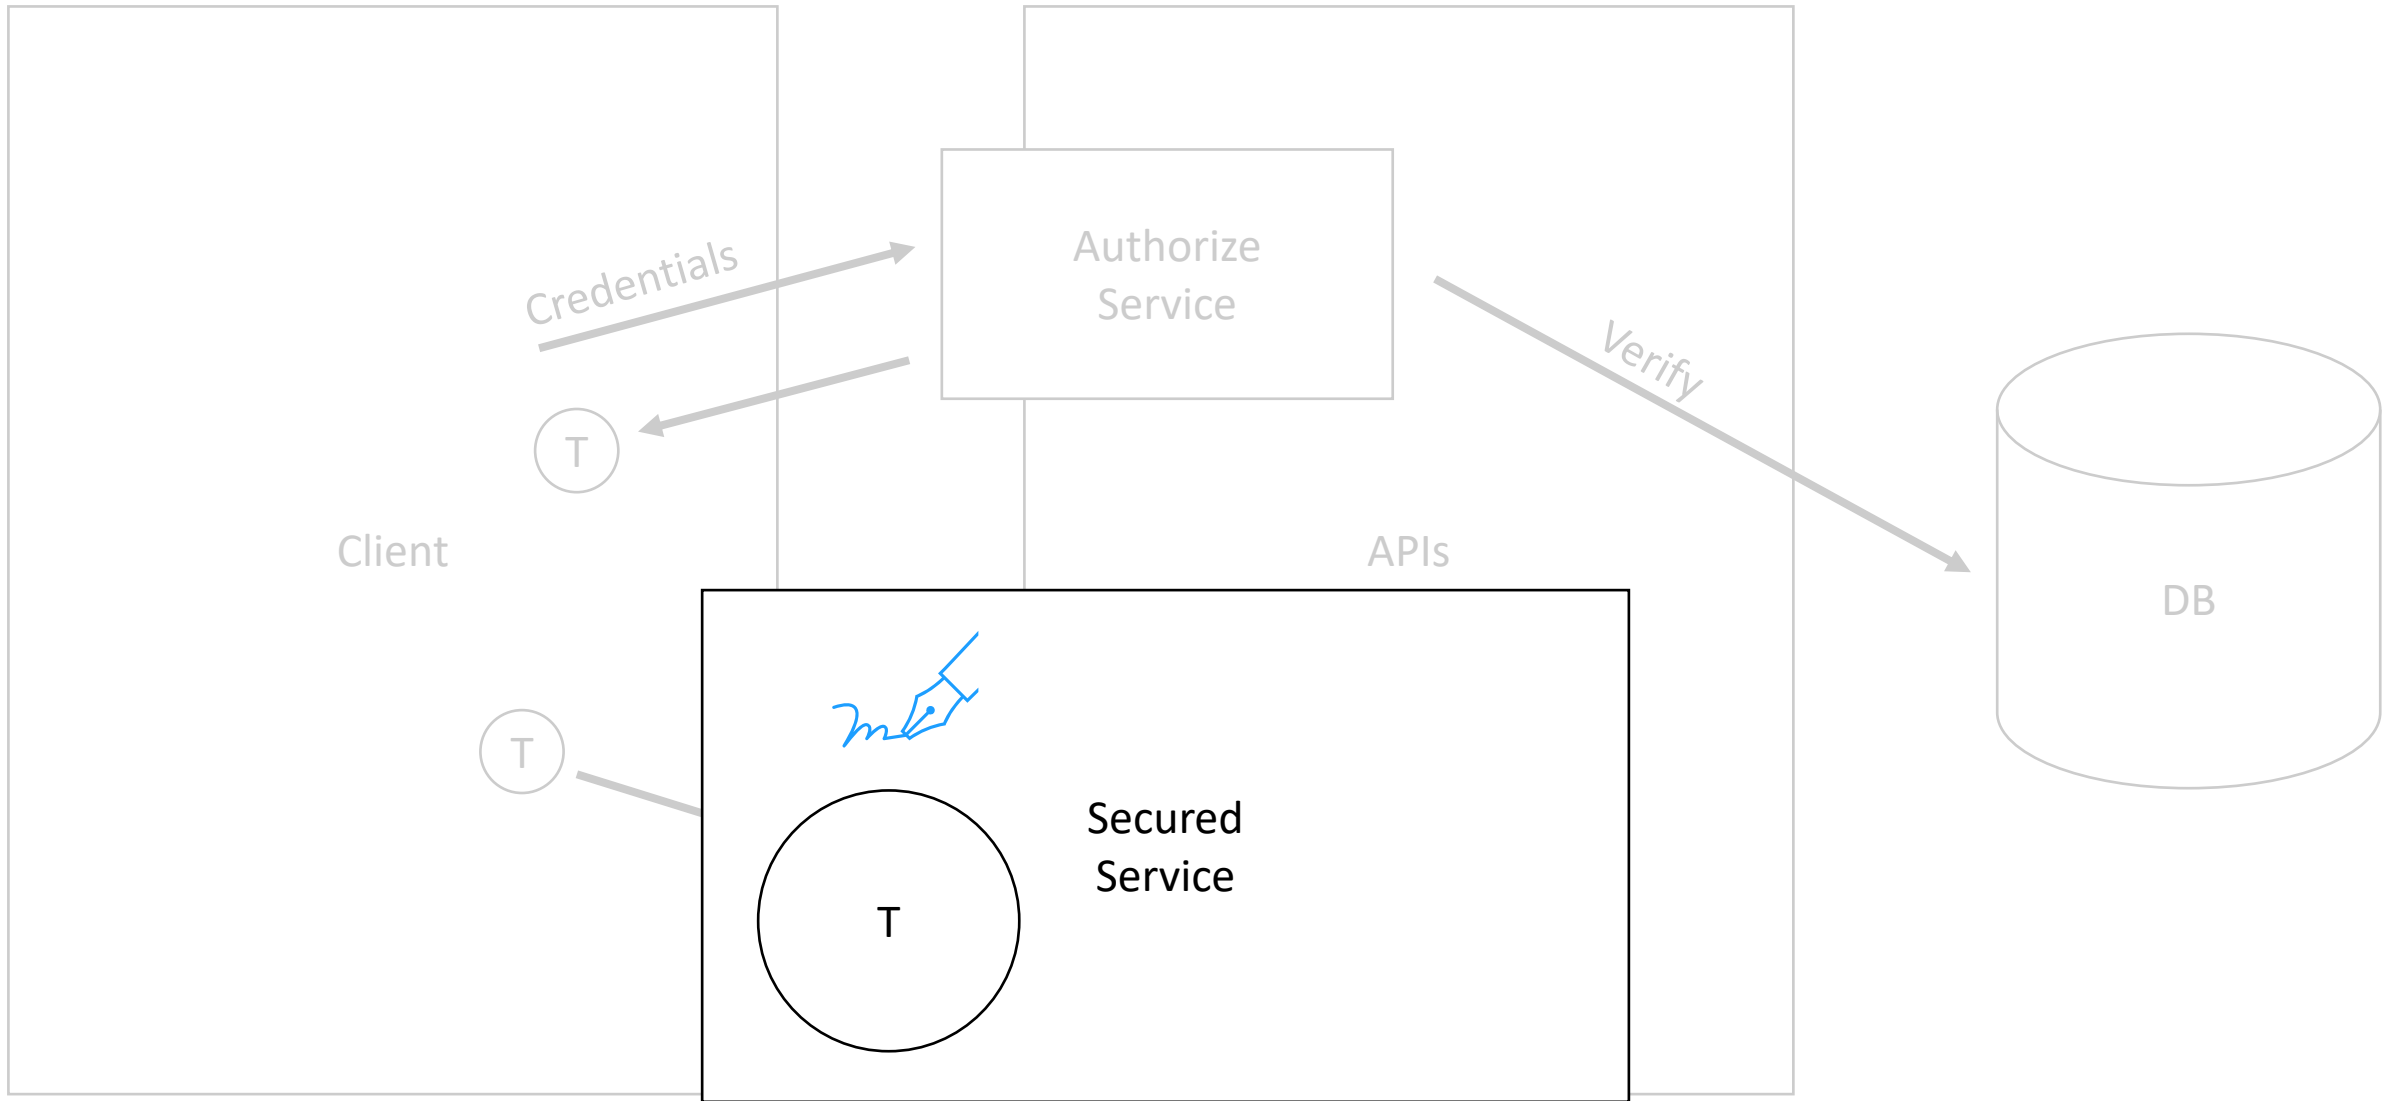 Credentials
Authorize
Service
Verify
T
Client
APIs
DB
T
Secured
Service
T